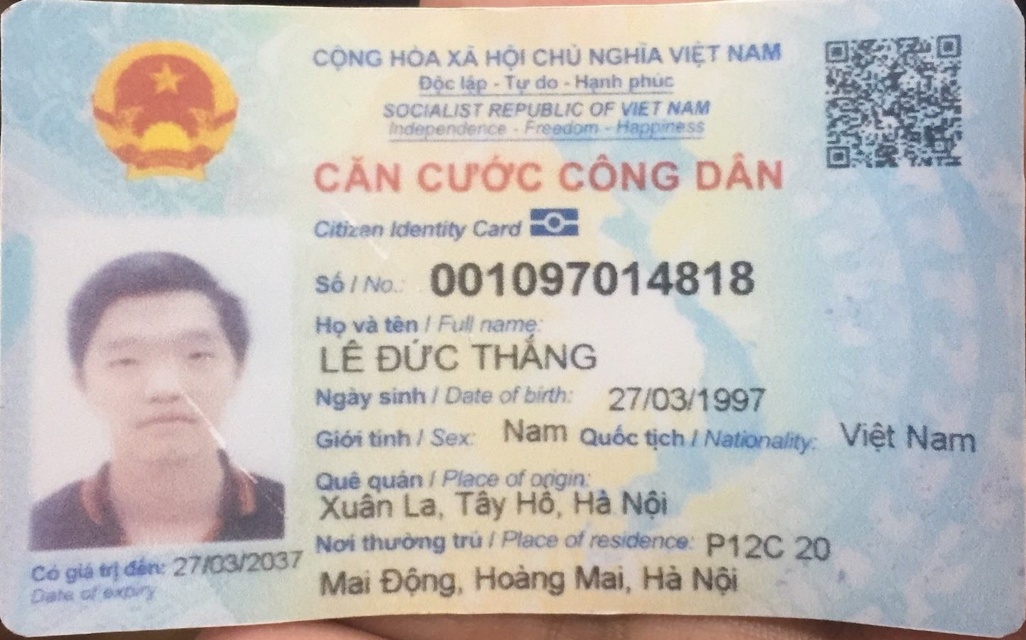 CỘNG HÒA XÃ HỘI CHỦ NGHĨA VIỆT NAM
Độc lập - Tự do - Hạnh phúc
SOCIALIST REPUBLIC OF VIET NAM
Independence - Freedom - Happiness
CĂN CƯỚC CÔNG DÂN
Citizen Identity Card
Số / No.: 001097014818
Họ và tên / Full name:
LÊ ĐỨC THẮNG
Ngày sinh / Date of birth: 27/03/1997
Giới tính / Sex: Nam Quốc tịch / Nationality: Việt Nam
Quê quán / Place of origin:
Xuân La, Tây Hồ, Hà Nội
Nơi thường trú / Place of residence: P12C 20
Mai Động, Hoàng Mai, Hà Nội
Có giá trị đến: 27/03/2037
Date of expiry